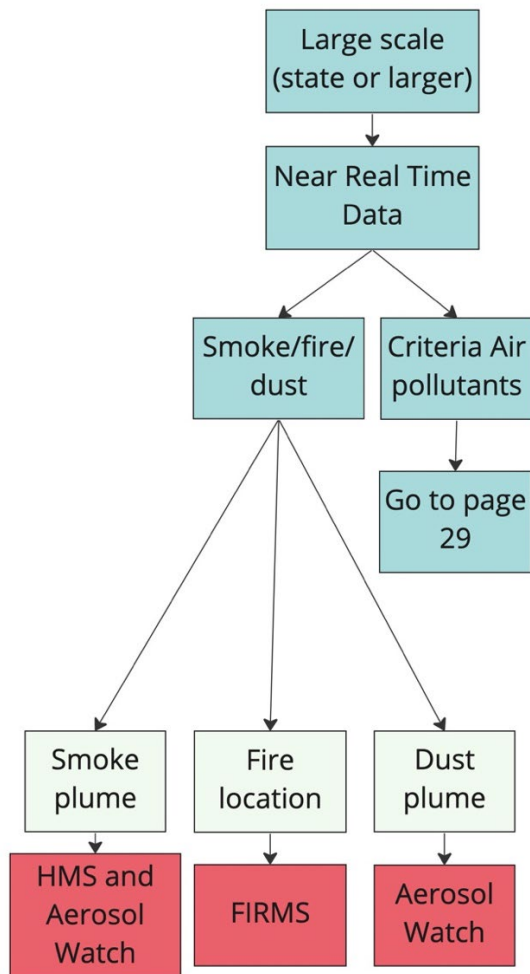 Large scale
(state or larger)
Near Real Time
Data
Smoke/fire/
dust
Criteria Air
pollutants
Go to page
29
Smoke
plume
Fire
location
Dust
plume
HMS and
Aerosol
Watch
FIRMS
Aerosol
Watch